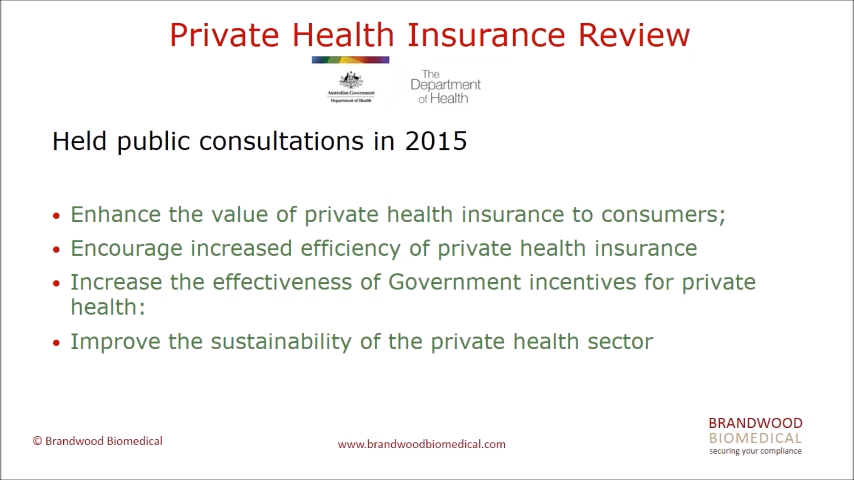 Private Health Insurance Review
Australian Government
Department of Health
The
Department
of Health
Held public consultations in 2015
• Enhance the value of private health insurance to consumers;
• Encourage increased efficiency of private health insurance
• Increase the effectiveness of Government incentives for private
health:
• Improve the sustainability of the private health sector
© Brandwood Biomedical
www.brandwoodbiomedical.com
BRANDWOOD
BIOMEDICAL
securing your compliance